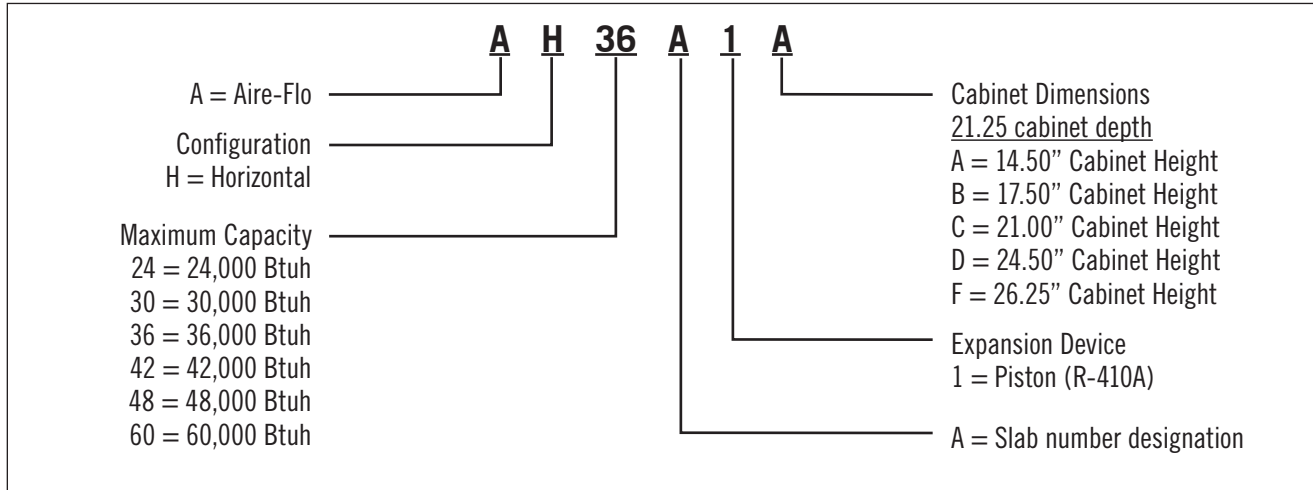 A H 36 A 1 A
A = Aire-Flo
Configuration
H = Horizontal
Maximum Capacity
24 = 24,000 Btuh
30 = 30,000 Btuh
36 = 36,000 Btuh
42 = 42,000 Btuh
48 = 48,000 Btuh
60 = 60,000 Btuh
Cabinet Dimensions
21.25 cabinet depth
A = 14.50” Cabinet Height
B = 17.50” Cabinet Height
C = 21.00” Cabinet Height
D = 24.50” Cabinet Height
F = 26.25” Cabinet Height
Expansion Device
1 = Piston (R-410A)
A = Slab number designation